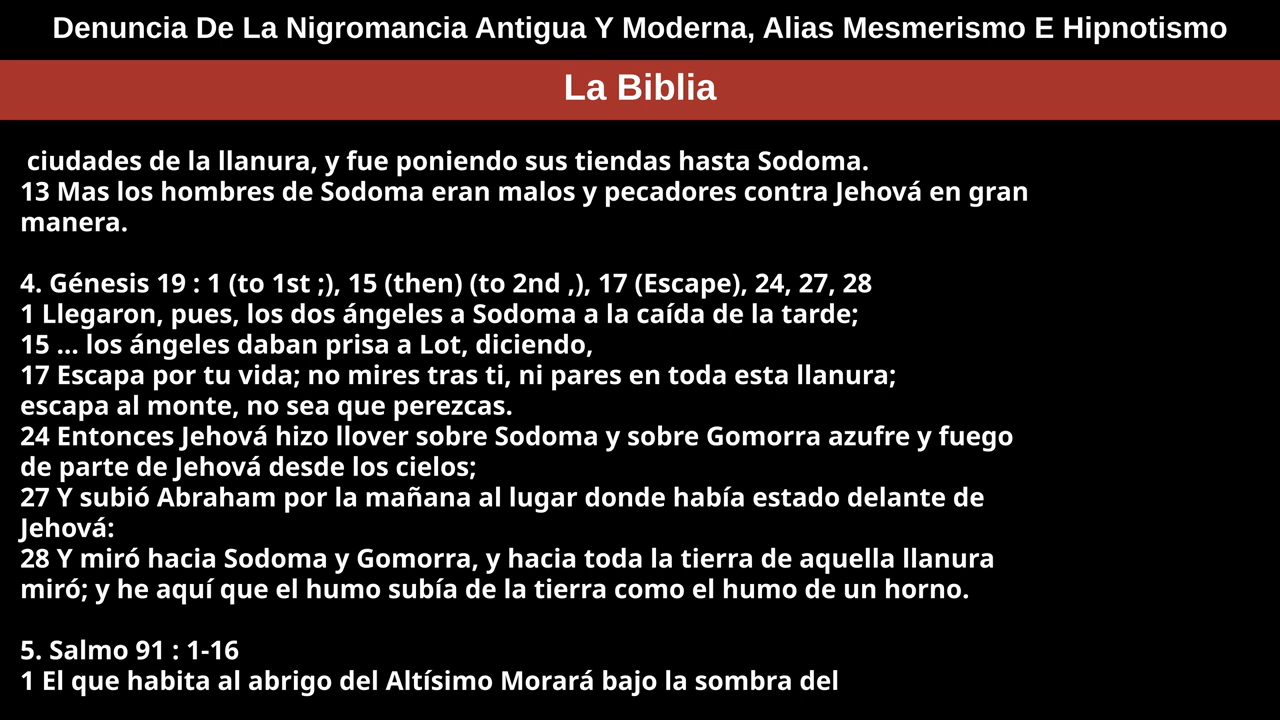 Denuncia De La Nigromancia Antigua Y Moderna, Alias Mesmerismo E Hipnotismo
La Biblia
ciudades de la llanura, y fue poniendo sus tiendas hasta Sodoma.
13 Mas los hombres de Sodoma eran malos y pecadores contra Jehová en gran
manera.
4. Génesis 19 : 1 (to 1st ;), 15 (then) (to 2nd ,), 17 (Escape), 24, 27, 28
1 Llegaron, pues, los dos ángeles a Sodoma a la caída de la tarde;
15 ... los ángeles daban prisa a Lot, diciendo,
17 Escapa por tu vida; no mires tras ti, ni pares en toda esta llanura;
escapa al monte, no sea que perezcas.
24 Entonces Jehová hizo llover sobre Sodoma y sobre Gomorra azufre y fuego
de parte de Jehová desde los cielos;
27 Y subió Abraham por la mañana al lugar donde había estado delante de
Jehová:
28 Y miró hacia Sodoma y Gomorra, y hacia toda la tierra de aquella llanura
miró; y he aquí que el humo subía de la tierra como el humo de un horno.
5. Salmo 91 : 1-16
1 El que habita al abrigo del Altísimo Morará bajo la sombra del